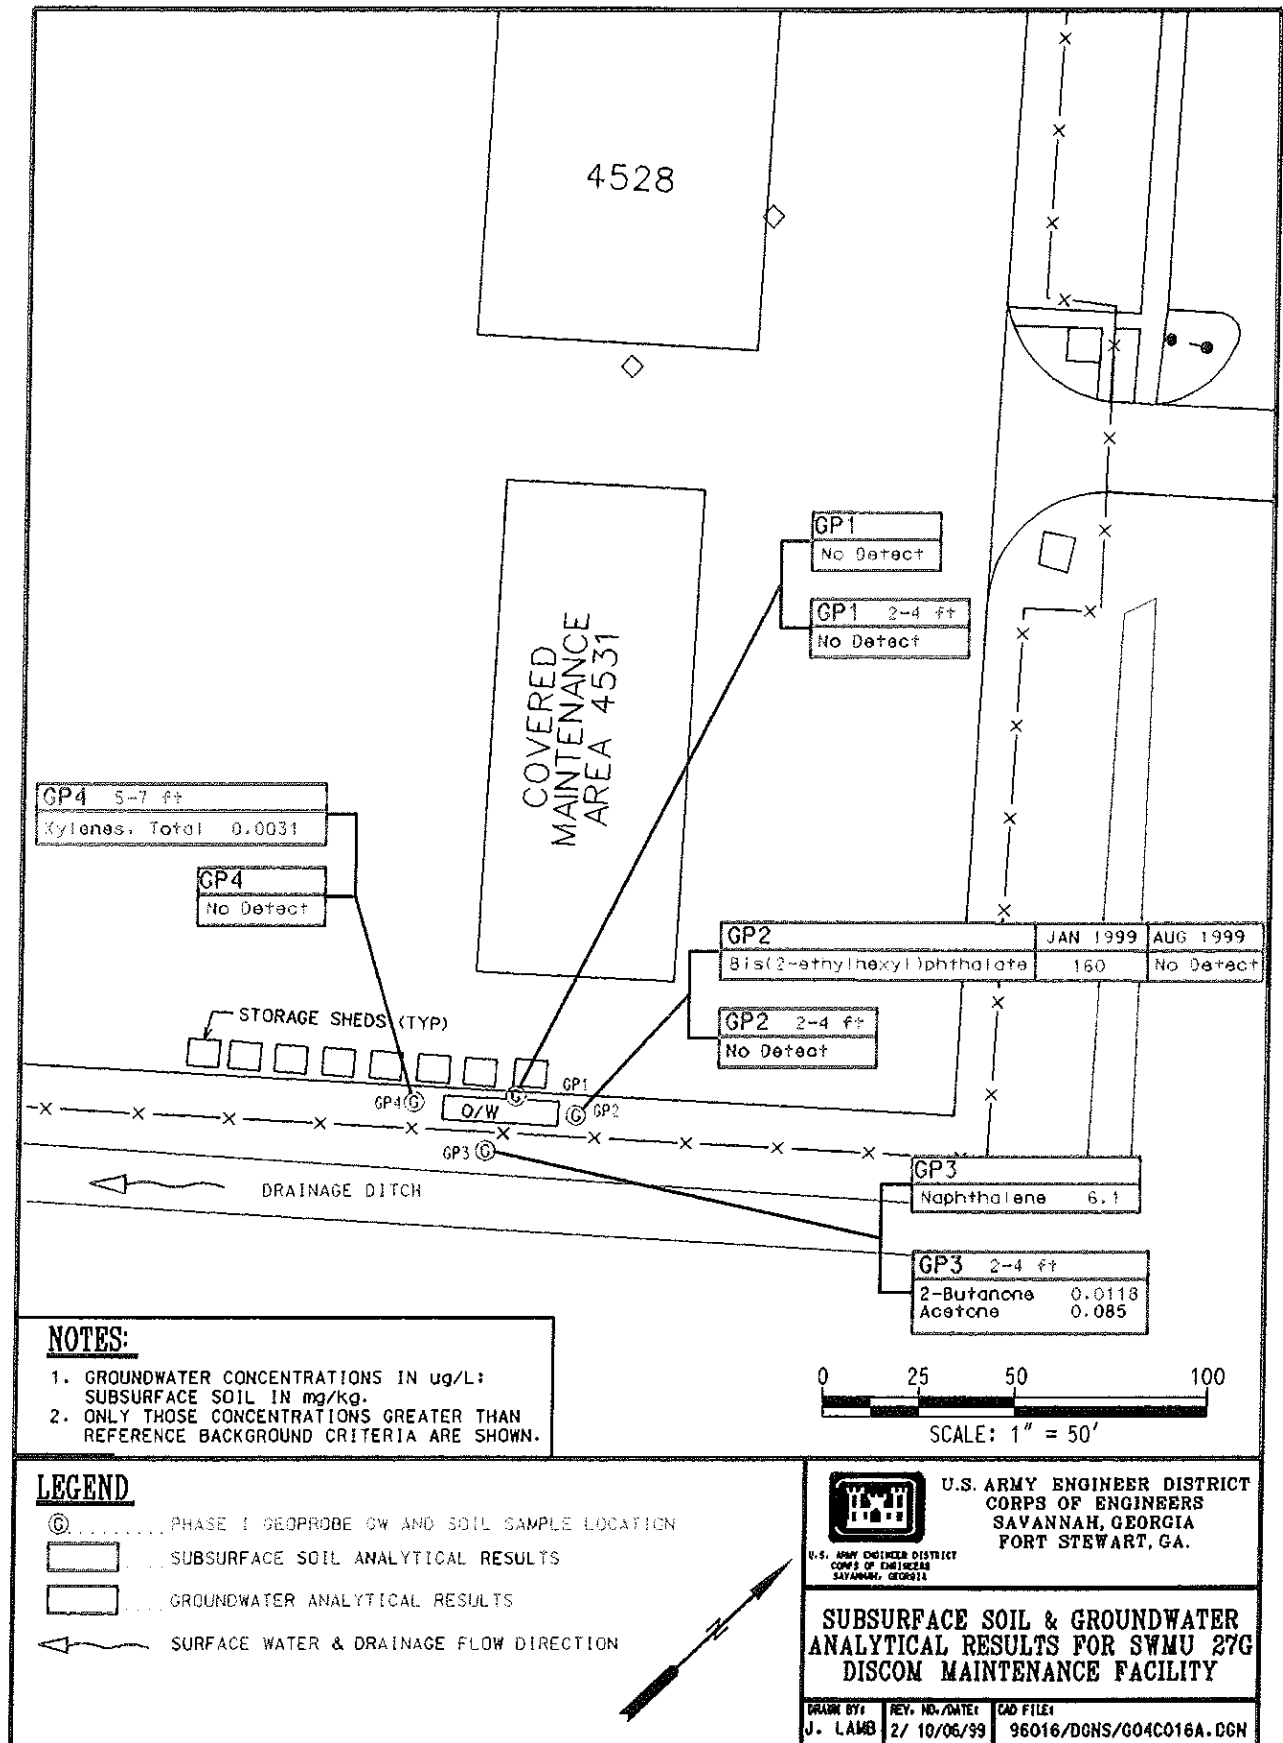 4528
COVERED
MAINTENANCE
AREA 4531
GP1
No Detect
GP1 2-4 ft
No Detect
GP4 5-7 ft
Xylenes, Total 0.0031
GP4
No Detect
GP2 JAN 1999 AUG 1999
Bis(2-ethylhexyl)phthalate 160 No Detect
GP2 2-4 ft
No Detect
STORAGE SHEDS (TYP)
GP1
GP4 G
G
O/W
G GP2
GP3 G
DRAINAGE DITCH
GP3
Naphthalene 6.1
GP3 2-4 ft
2-Butanone 0.0118
Acetone 0.085
NOTES:
1. GROUNDWATER CONCENTRATIONS IN ug/L;
SUBSURFACE SOIL IN mg/kg.
2. ONLY THOSE CONCENTRATIONS GREATER THAN
REFERENCE BACKGROUND CRITERIA ARE SHOWN.
0 25 50 100
SCALE: 1" = 50'
LEGEND
G ........ PHASE I GEOPROBE GW AND SOIL SAMPLE LOCATION
.... SUBSURFACE SOIL ANALYTICAL RESULTS
.... GROUNDWATER ANALYTICAL RESULTS
SURFACE WATER & DRAINAGE FLOW DIRECTION
N
U.S. ARMY ENGINEER DISTRICT
CORPS OF ENGINEERS
SAVANNAH, GEORGIA
U.S. ARMY ENGINEER DISTRICT
CORPS OF ENGINEERS
SAVANNAH, GEORGIA
FORT STEWART, GA.
SUBSURFACE SOIL & GROUNDWATER
ANALYTICAL RESULTS FOR SWMU 27G
DISCOM MAINTENANCE FACILITY
DRAWN BY:
J. LAMB
REV. NO./DATE:
2/ 10/06/99
CAD FILE:
96016/DGNS/G04C016A.DGN